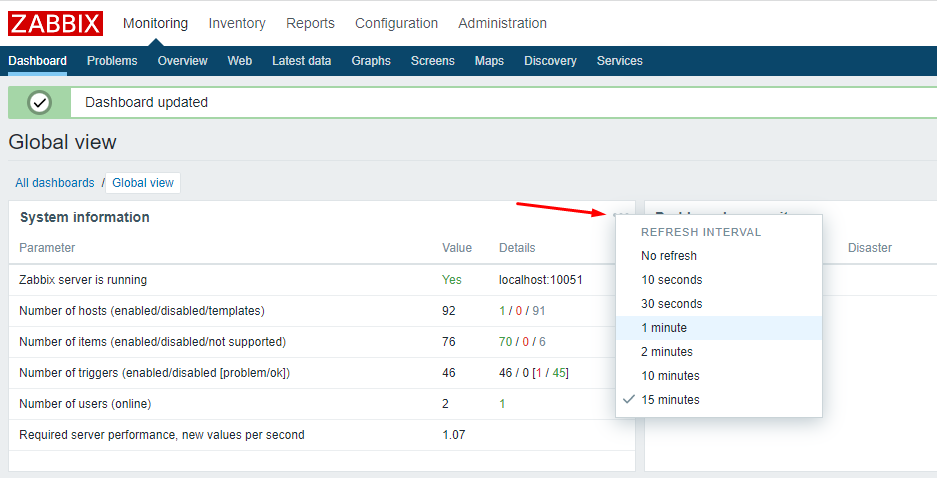 ZABBIX Monitoring Inventory Reports Configuration Administration
Dashboard Problems Overview Web Latest data Graphs Screens Maps Discovery Services
Dashboard updated
Global view
All dashboards / Global view
System information
Parameter Value Details
Zabbix server is running Yes localhost:10051
Number of hosts (enabled/disabled/templates) 92 1 / 0 / 91
Number of items (enabled/disabled/not supported) 76 70 / 0 / 6
Number of triggers (enabled/disabled [problem/ok]) 46 46 / 0 [1 / 45]
Number of users (online) 2 1
Required server performance, new values per second 1.07
Disaster
REFRESH INTERVAL
No refresh
10 seconds
30 seconds
1 minute
2 minutes
10 minutes
15 minutes